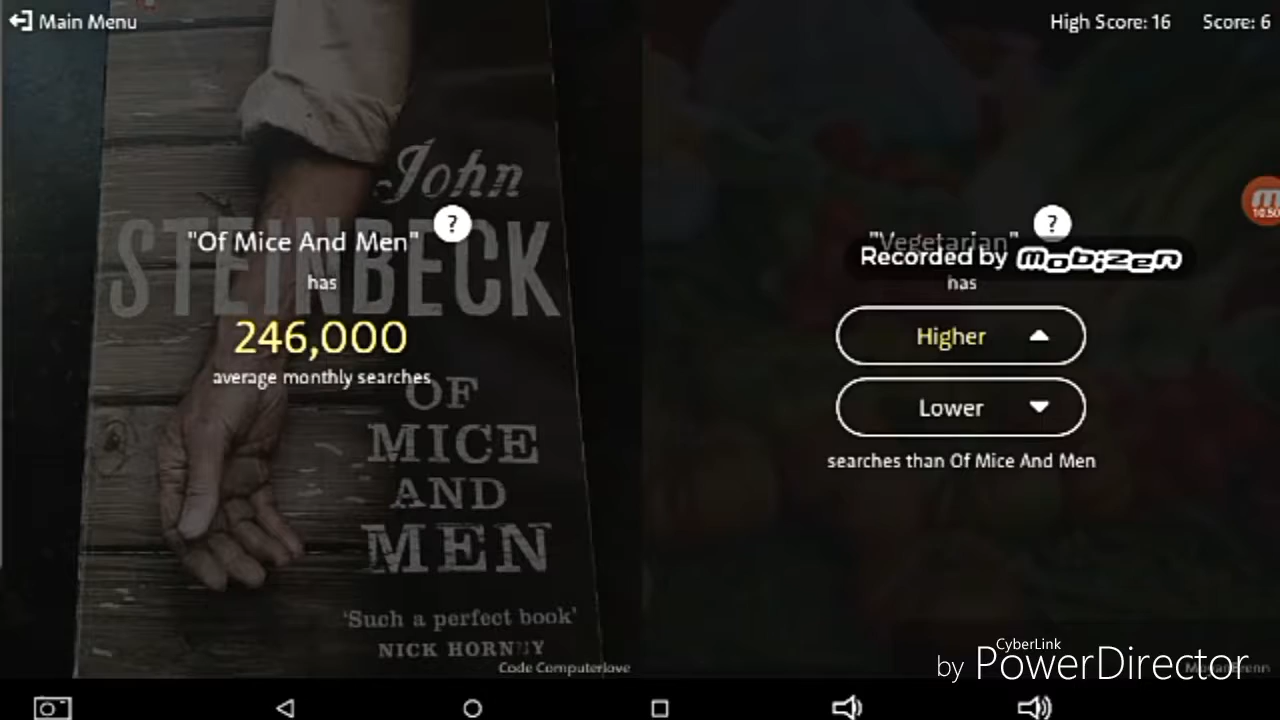 Main Menu
High Score: 16
Score: 6
John
STEINBECK
"Of Mice And Men"
?
has
246,000
average monthly searches
OF
MICE
AND
MEN
'Such a perfect book'
NICK HORNBY
Code Computerlove
?
"Vegetarian"
Recorded by mobizen
has
Higher
Lower
searches than Of Mice And Men
10:50
CyberLink
by PowerDirector